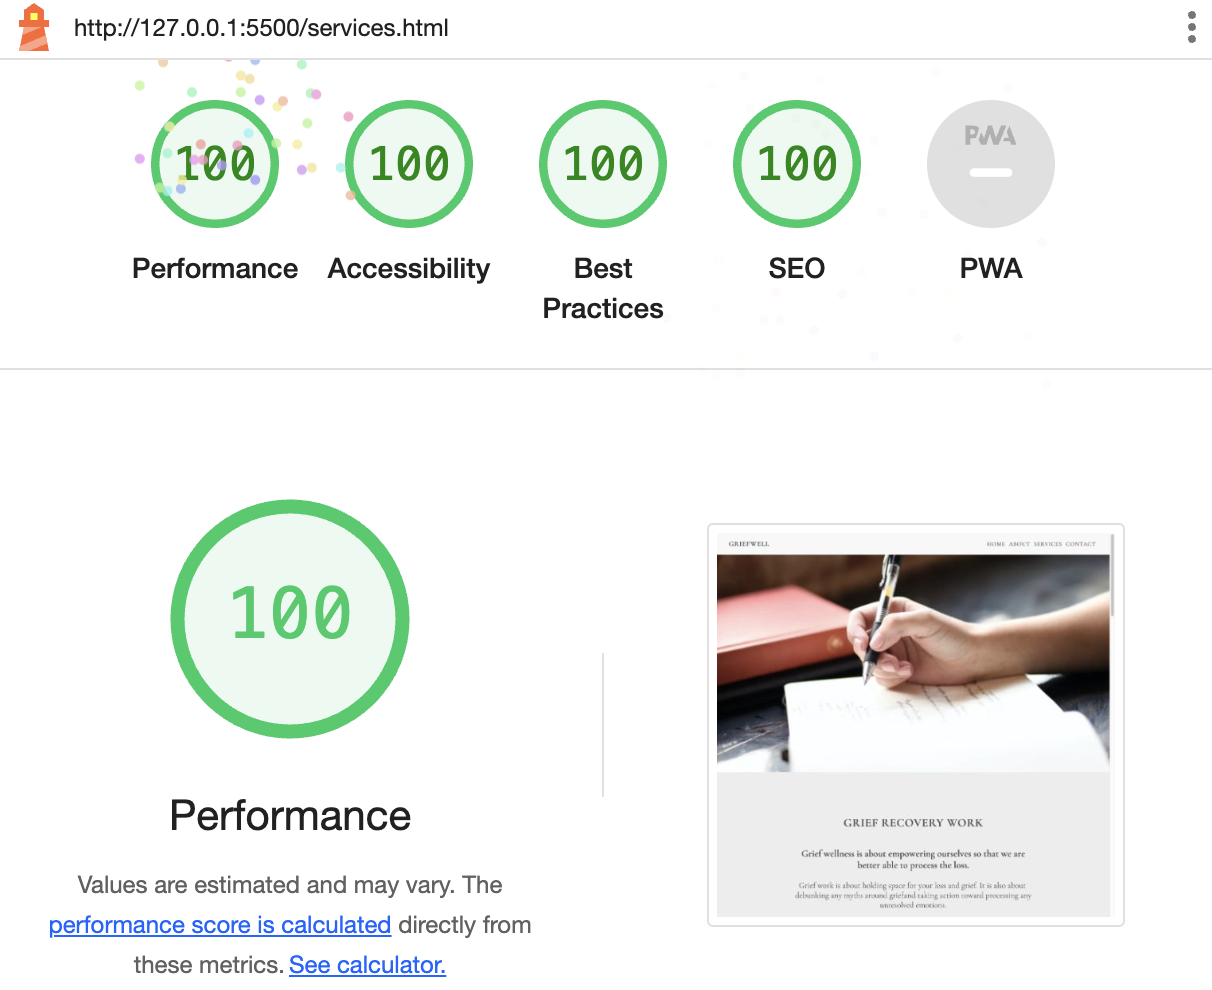 http://127.0.0.1:5500/services.html
100
100
100
100
PWA
Performance
Accessibility
Best
Practices
SEO
PWA
100
Performance
Values are estimated and may vary. The
performance score is calculated directly from
these metrics. See calculator.
GRIEFWELL
HOME ABOUT SERVICES CONTACT
GRIEF RECOVERY WORK
Grief wellness is about empowering ourselves so that we are
better able to process the loss.
Grief work is about holding space for your loss and grief. It is also about
debunking any myths around griefand taking action toward processing any
unresolved emotions.